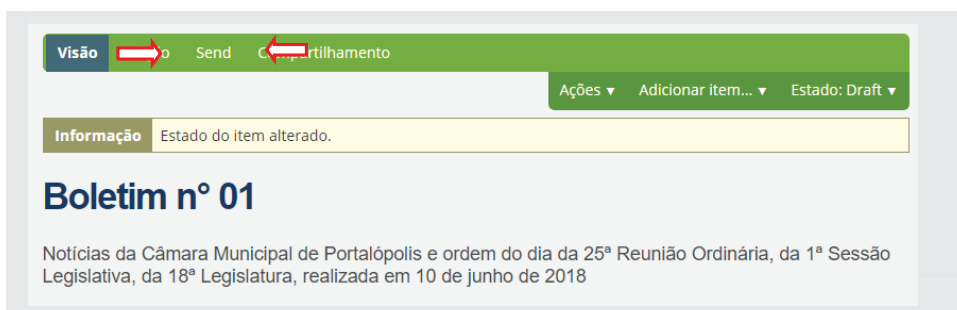 Visão Send
Ações ▾ Adicionar item... ▾ Estado: Draft ▾
Informação Estado do item alterado.
Boletim n° 01
Notícias da Câmara Municipal de Portalópolis e ordem do dia da 25ª Reunião Ordinária, da 1ª Sessão
Legislativa, da 18ª Legislatura, realizada em 10 de junho de 2018